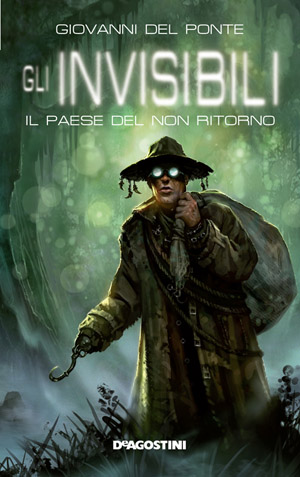 GIOVANNI DEL PONTE
GLI INVISIBILI
IL PAESE DEL NON RITORNO
DeAGOSTINI